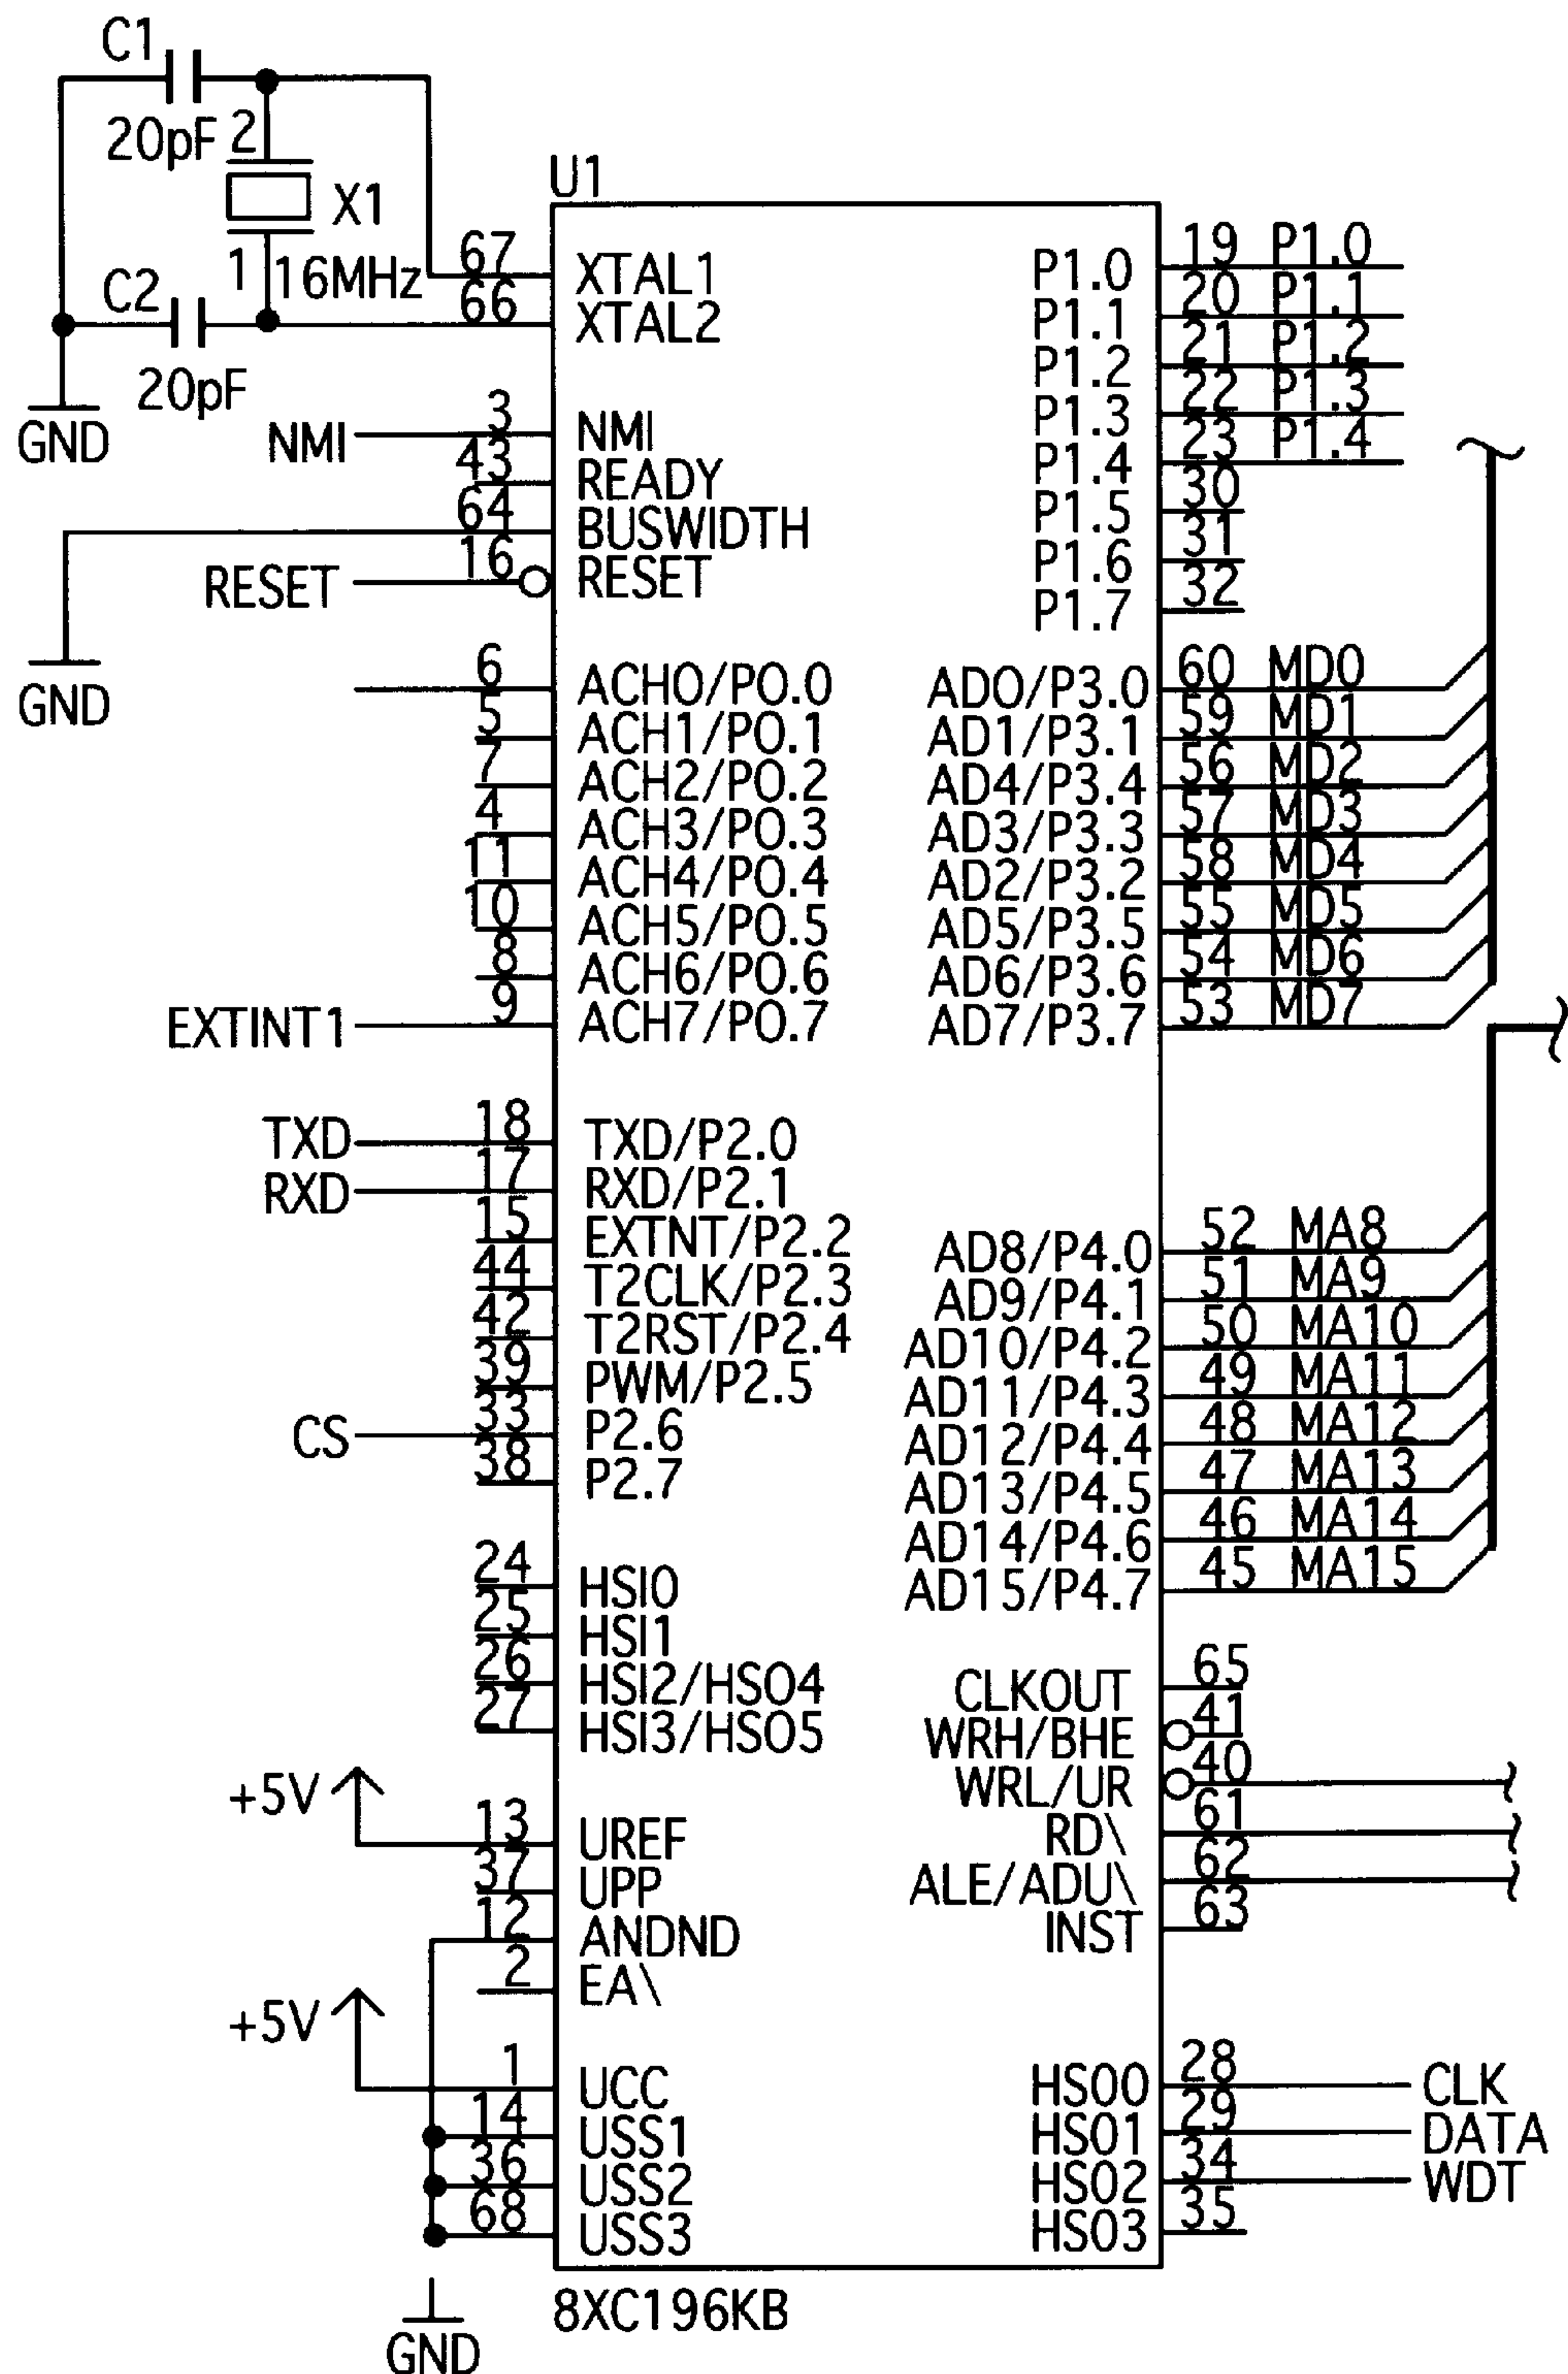 C1
20pF
2
X1
1
16MHz
C2
20pF
GND
U1
67 XTAL1
66 XTAL2
NMI 3 NMI
43 READY
64 BUSWIDTH
RESET 16 RESET
GND
6 ACH0/P0.0
5 ACH1/P0.1
7 ACH2/P0.2
4 ACH3/P0.3
11 ACH4/P0.4
10 ACH5/P0.5
8 ACH6/P0.6
EXTINT1 9 ACH7/P0.7
TXD 18 TXD/P2.0
RXD 17 RXD/P2.1
15 EXTNT/P2.2
44 T2CLK/P2.3
42 T2RST/P2.4
39 PWM/P2.5
CS 33 P2.6
38 P2.7
24 HSI0
25 HSI1
26 HSI2/HSO4
27 HSI3/HSO5
+5V
13 UREF
37 UPP
12 ANDND
2 EA\
+5V
1 UCC
14 USS1
36 USS2
68 USS3
GND
P1.0 19 P1.0
P1.1 20 P1.1
P1.2 21 P1.2
P1.3 22 P1.3
P1.4 23 P1.4
P1.5 30
P1.6 31
P1.7 32
AD0/P3.0 60 MD0
AD1/P3.1 59 MD1
AD4/P3.4 56 MD2
AD3/P3.3 57 MD3
AD2/P3.2 58 MD4
AD5/P3.5 55 MD5
AD6/P3.6 54 MD6
AD7/P3.7 53 MD7
AD8/P4.0 52 MA8
AD9/P4.1 51 MA9
AD10/P4.2 50 MA10
AD11/P4.3 49 MA11
AD12/P4.4 48 MA12
AD13/P4.5 47 MA13
AD14/P4.6 46 MA14
AD15/P4.7 45 MA15
CLKOUT 65
WRH/BHE 41
WRL/UR 40
RD\ 61
ALE/ADU\ 62
INST 63
HSO0 28 CLK
HSO1 29 DATA
HSO2 34 WDT
HSO3 35
8XC196KB